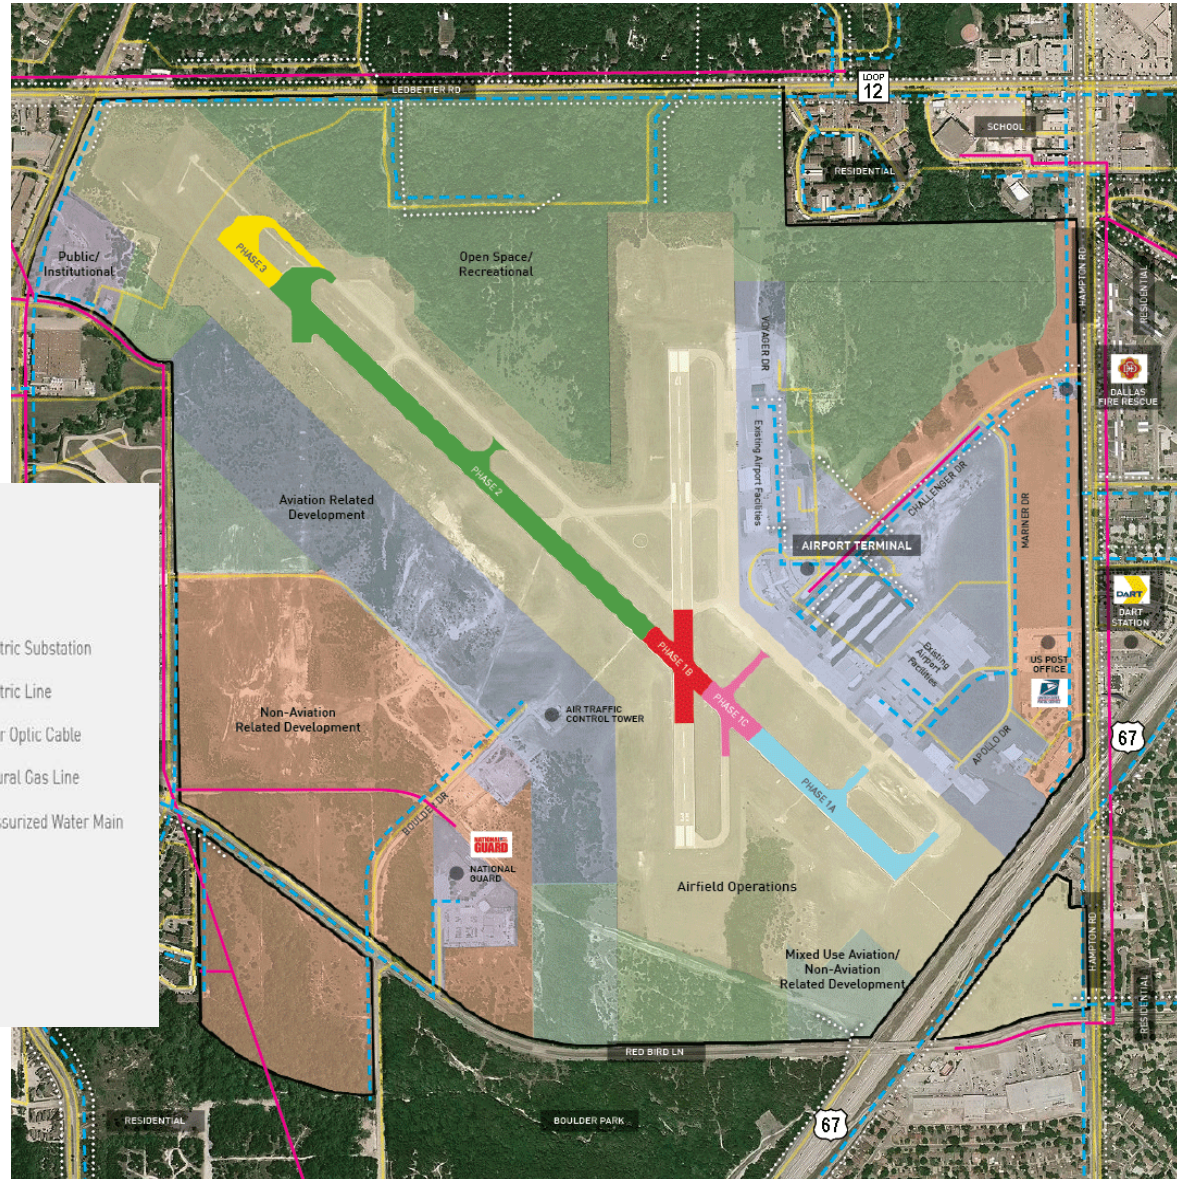 LEDBETTER RD
LOOP
12
SCHOOL
RESIDENTIAL
Public/
Institutional
PHASE 3
Open Space/
Recreational
HAMPTON RD
RESIDENTIAL
VOYAGER DR
DALLAS
FIRE RESCUE
Existing Airport Facilities
PHASE 2
CHALLENGER DR
MARINER DR
Aviation Related
Development
AIRPORT TERMINAL
DART
DART
STATION
tric Substation
tric Line
r Optic Cable
ural Gas Line
ssurized Water Main
Existing
Airport
Facilities
US POST
OFFICE
PHASE 1B
PHASE 1C
Non-Aviation
Related Development
AIR TRAFFIC
CONTROL TOWER
APOLLO DR
67
PHASE 1A
BOULDER DR
35
GUARD
NATIONAL
GUARD
Airfield Operations
HAMPTON RD
Mixed Use Aviation/
Non-Aviation
Related Development
RESIDENTIAL
RED BIRD LN
RESIDENTIAL
BOULDER PARK
67